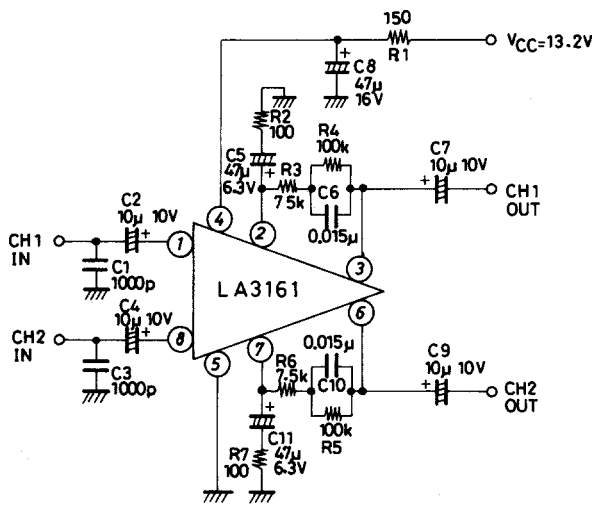 150
R1
VCC=13.2V
C8
47μ
16V
R2
100
R4
100k
C7
10μ 10V
C5
47μ
6.3V
R3
7.5k
C6
0.015μ
CH1
OUT
C2
10μ 10V
4
2
CH1
IN
1
C1
1000p
3
LA3161
C4
10μ 10V
6
CH2
IN
8
5
7
R6
7.5k
0.015μ
C10
C9
10μ 10V
C3
1000p
CH2
OUT
100k
R5
C11
47μ
6.3V
R7
100